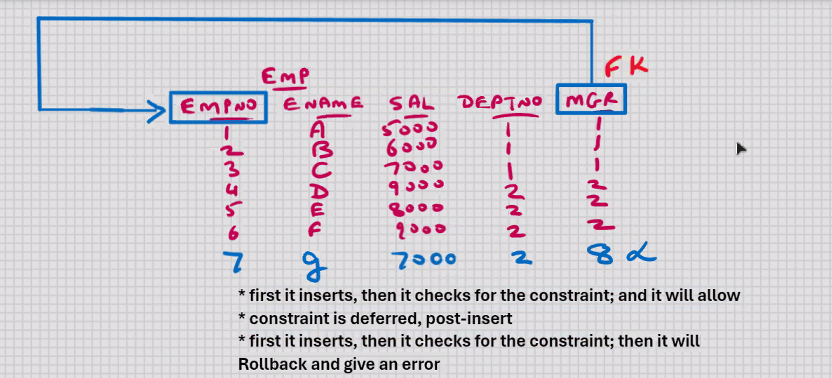 FK
EMP
EMPNO ENAME SAL DEPTNO MGR
1 A 5000 1 1
2 B 6000 1 1
3 C 7000 1 1
4 D 9000 2 2
5 E 8000 2 2
6 F 9000 2 2
7 g 7000 2 8
* first it inserts, then it checks for the constraint; and it will allow
* constraint is deferred, post-insert
* first it inserts, then it checks for the constraint; then it will
Rollback and give an error